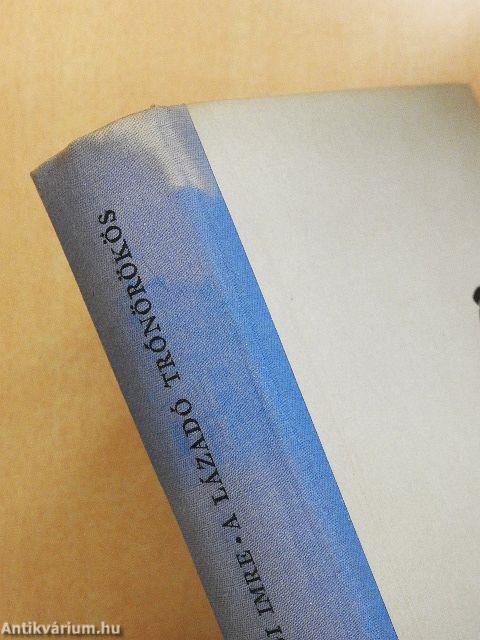 I IMRE • A LÁZADÓ TRÓNÖRÖKÖS
Antikvárium.hu